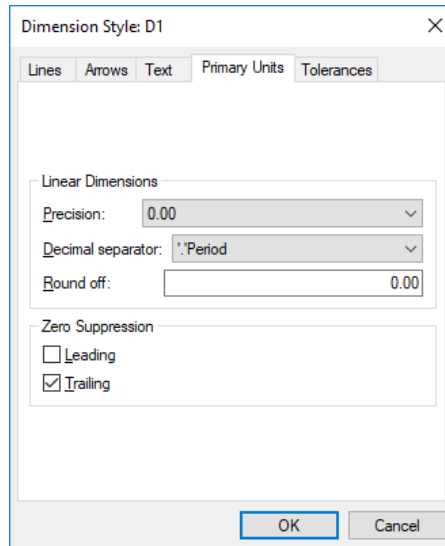 Dimension Style: D1
Lines Arrows Text Primary Units Tolerances
Linear Dimensions
Precision: 0.00
Decimal separator: '.'Period
Round off: 0.00
Zero Suppression
Leading
Trailing
OK Cancel